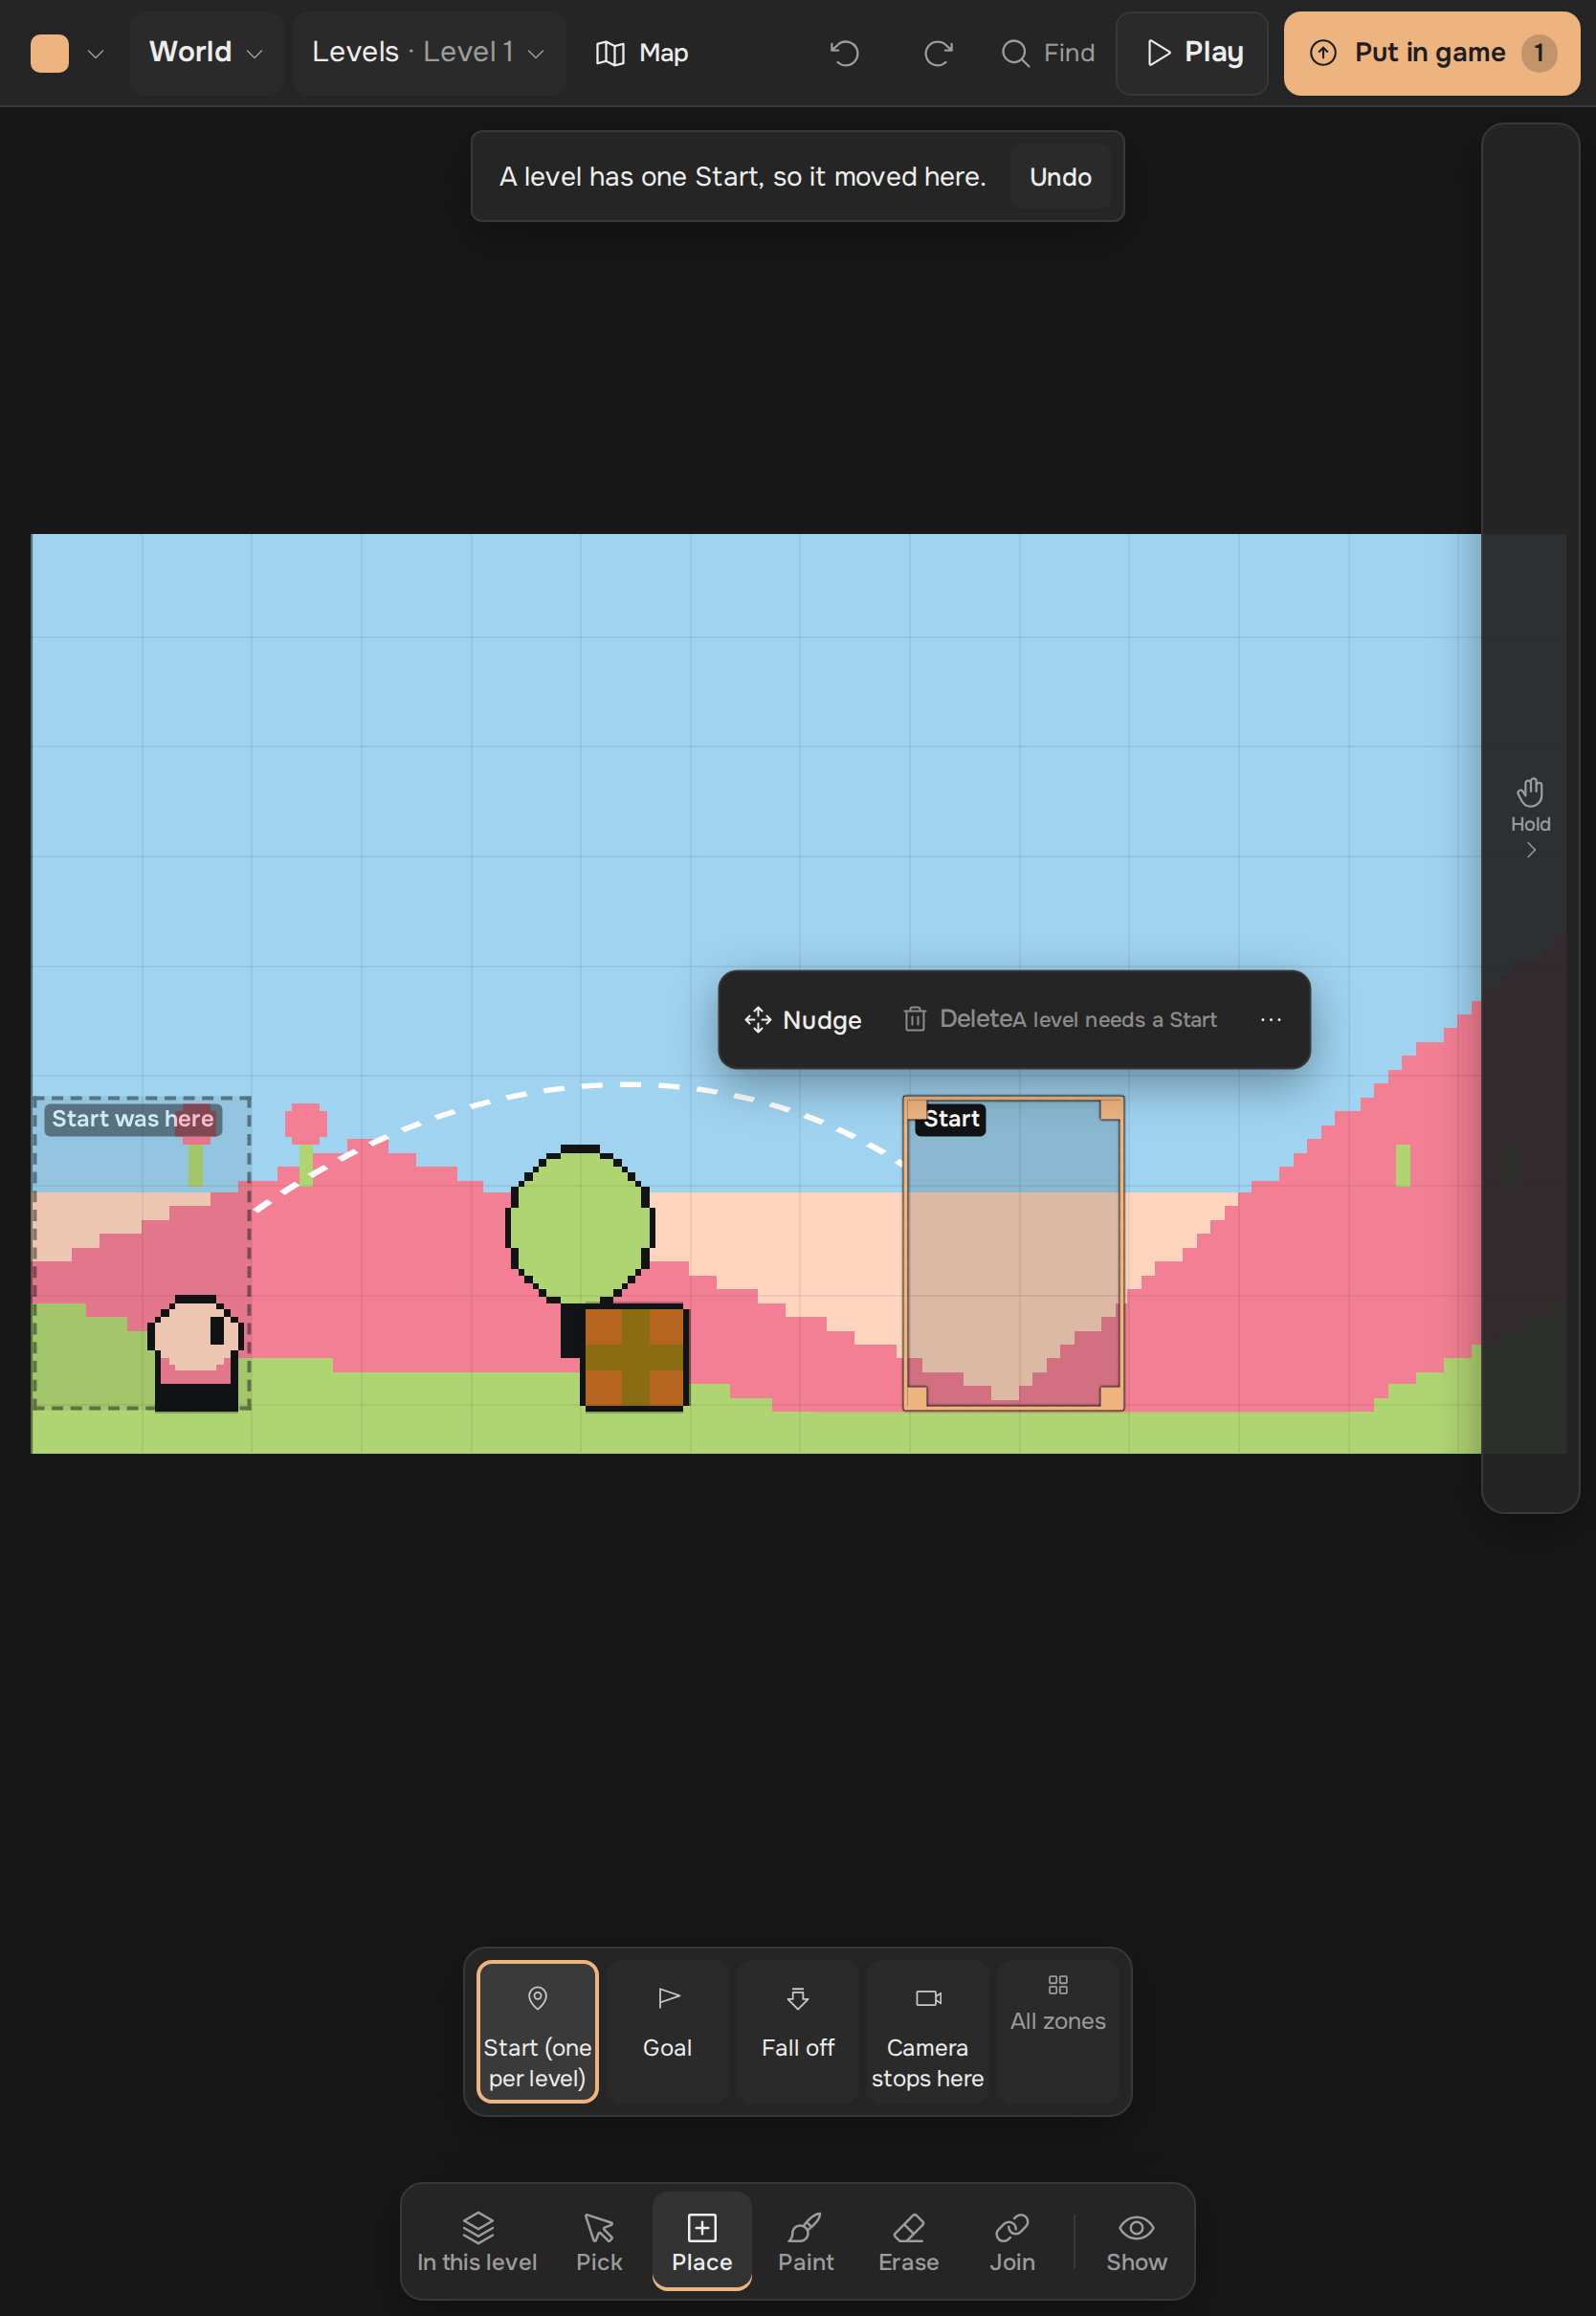 World
Levels · Level 1
Map
Find
Play
Put in game 1
A level has one Start, so it moved here.
Undo
Hold
Nudge
DeleteA level needs a Start
Start was here
Start
Start (one
per level)
Goal
Fall off
Camera
stops here
All zones
In this level
Pick
Place
Paint
Erase
Join
Show